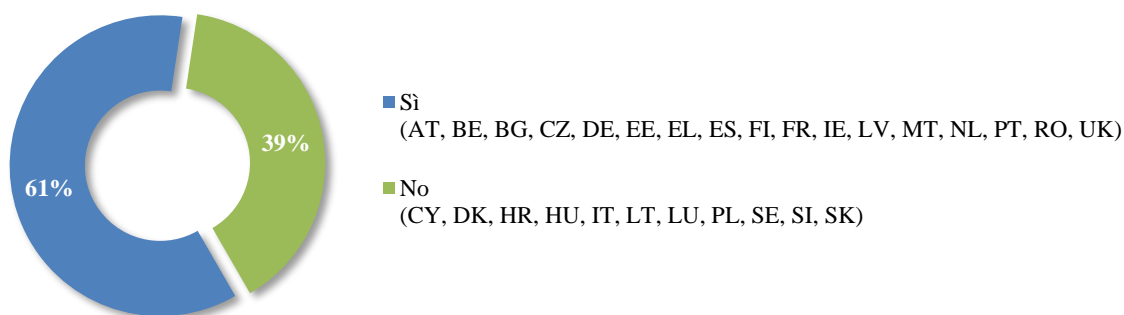 61%
39%
Sì
(AT, BE, BG, CZ, DE, EE, EL, ES, FI, FR, IE, LV, MT, NL, PT, RO, UK)
No
(CY, DK, HR, HU, IT, LT, LU, PL, SE, SI, SK)